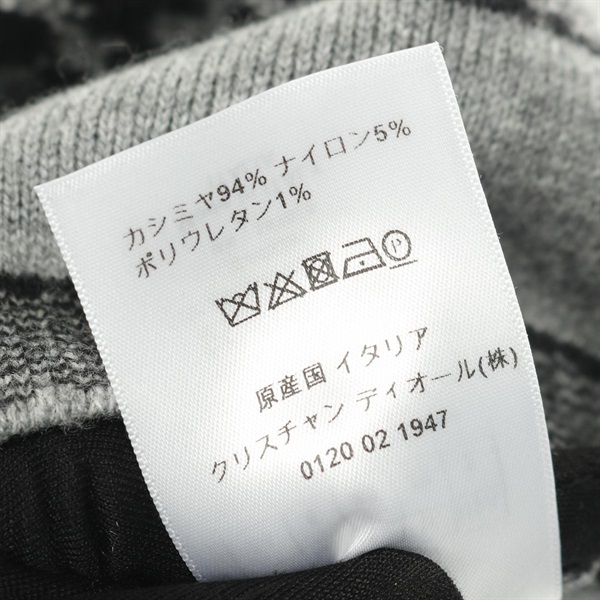 カシミヤ94% ナイロン5%
ポリウレタン1%
P
原産国 イタリア
クリスチャン ディオール(株)
0120 02 1947